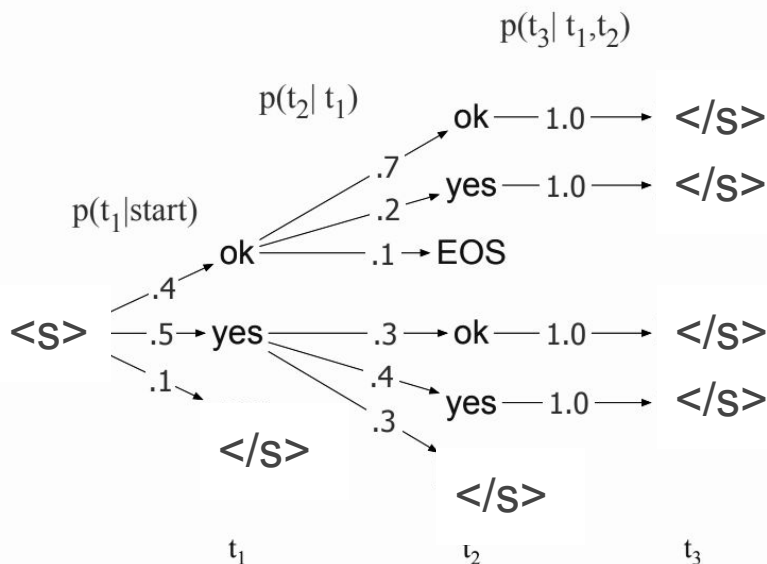 p(t₃| t₁,t₂)
p(t₂| t₁)
ok 1.0 </s>
.7
yes 1.0 </s>
p(t₁|start)
.2
ok .1 EOS
.4
<s> .5 yes .3 ok 1.0 </s>
.1
.4
yes 1.0 </s>
.3
</s>
</s>
t₁ t₂ t₃